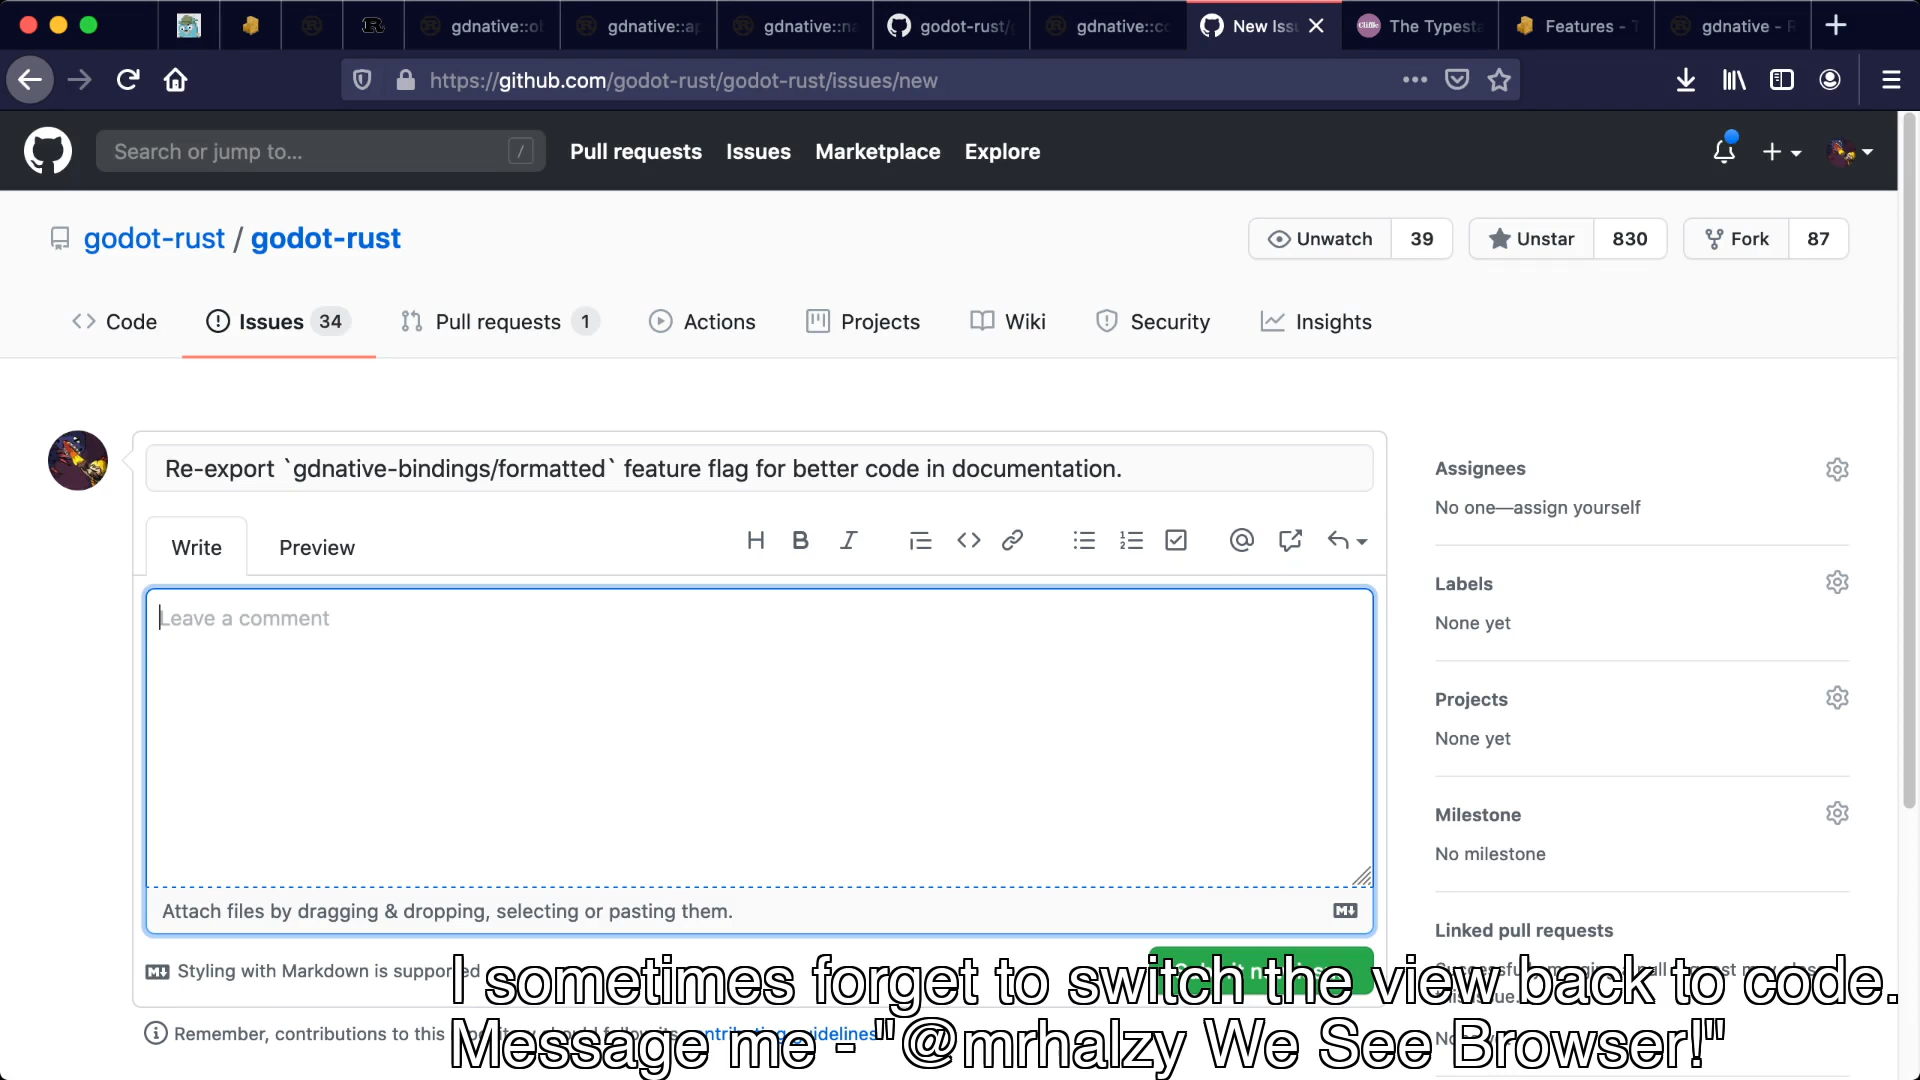 gdnative::o
gdnative::a
gdnative::n
godot-rust/
gdnative::c
New Iss
The Typest
Features -
gdnative -
https://github.com/godot-rust/godot-rust/issues/new
Search or jump to...
/
Pull requests
Issues
Marketplace
Explore
godot-rust / godot-rust
Unwatch 39
Unstar 830
Fork 87
Code
Issues 34
Pull requests 1
Actions
Projects
Wiki
Security
Insights
Re-export `gdnative-bindings/formatted` feature flag for better code in documentation.
Write
Preview
Leave a comment
Attach files by dragging & dropping, selecting or pasting them.
Styling with Markdown is supported
Remember, contributions to this
Assignees
No one—assign yourself
Labels
None yet
Projects
None yet
Milestone
No milestone
Linked pull requests
I sometimes forget to switch the view back to code.
Message me - "@mrhalzy We See Browser!"